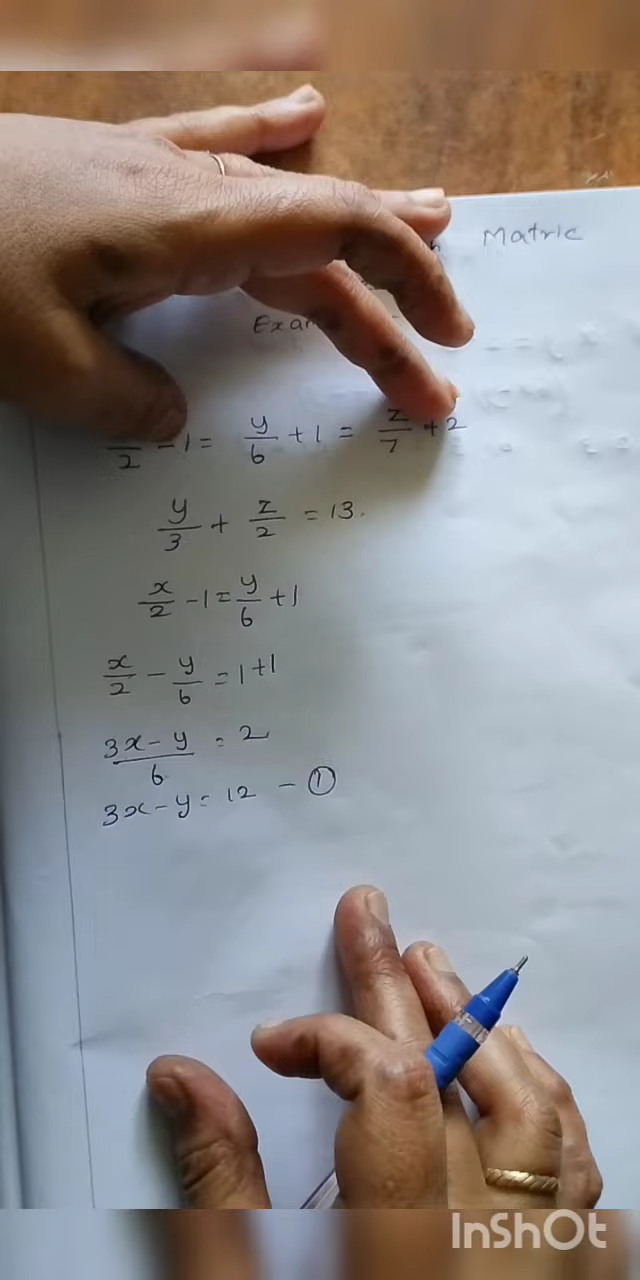 Matric
Exam
/2 - 1 = y/6 + 1 = z/7 + 2
y/3 + z/2 = 13.
x/2 - 1 = y/6 + 1
x/2 - y/6 = 1+1
3x - y/6 = 2
3x - y = 12 - ①
InShOt